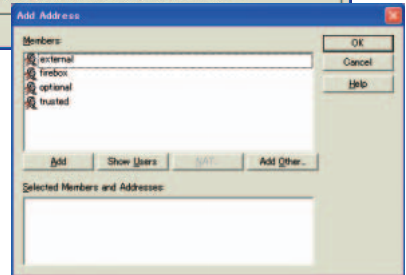 Add Address
Members:
OK
external
Cancel
firebox
Help
optional
trusted
Add
Show Users
NAT...
Add Other...
Selected Members and Addresses: